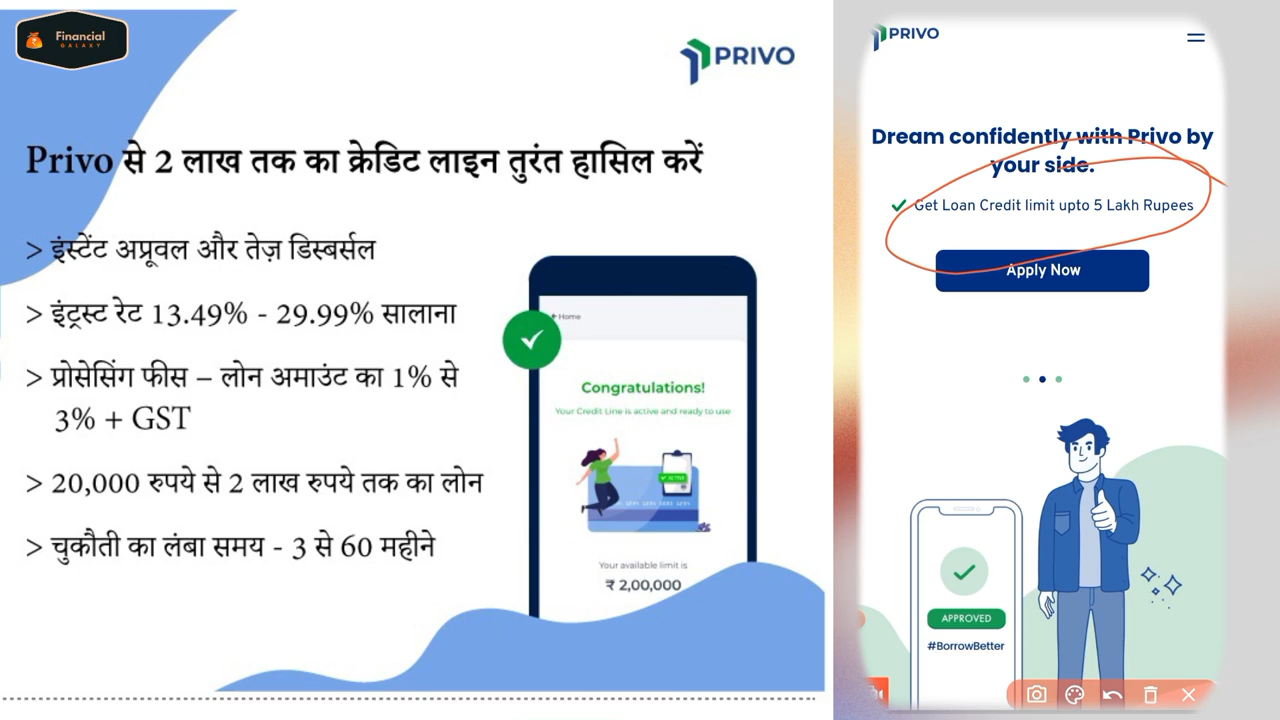 Financial
GALAXY
PRIVO
Privo से 2 लाख तक का क्रेडिट लाइन तुरंत हासिल करें
> इंस्टेंट अप्रूवल और तेज़ डिस्बर्सल
> इंट्रस्ट रेट 13.49% - 29.99% सालाना
> प्रोसेसिंग फीस – लोन अमाउंट का 1% से
3% + GST
> 20,000 रुपये से 2 लाख रुपये तक का लोन
> चुकौती का लंबा समय - 3 से 60 महीने
Home
Congratulations!
Your Credit Line is active and ready to use
ACTIVE
Your available limit is
₹ 2,00,000
PRIVO
Dream confidently with Privo by
your side.
Get Loan Credit limit upto 5 Lakh Rupees
Apply Now
APPROVED
#BorrowBetter